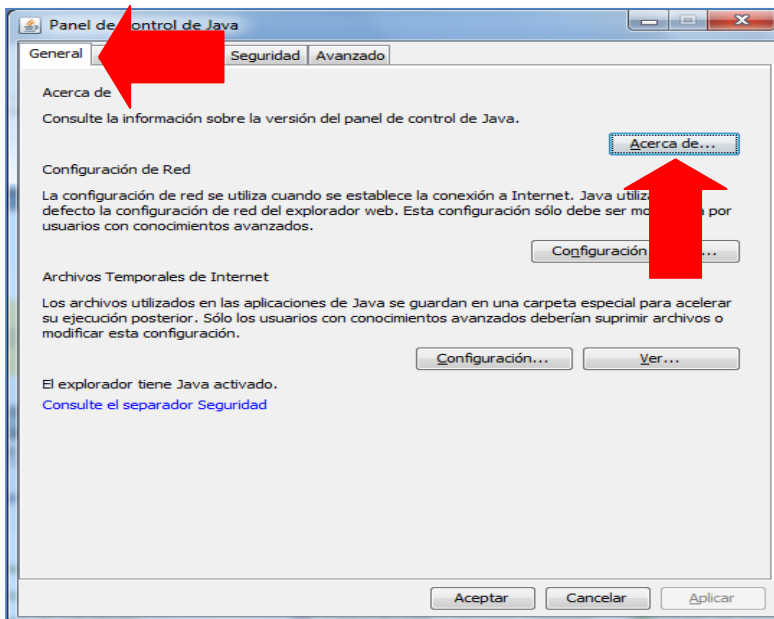 Panel de Control de Java
General
Seguridad
Avanzado
Acerca de
Consulte la información sobre la versión del panel de control de Java.
Acerca de...
Configuración de Red
La configuración de red se utiliza cuando se establece la conexión a Internet. Java utiliza
defecto la configuración de red del explorador web. Esta configuración sólo debe ser por
usuarios con conocimientos avanzados.
Configuración ...
Archivos Temporales de Internet
Los archivos utilizados en las aplicaciones de Java se guardan en una carpeta especial para acelerar
su ejecución posterior. Sólo los usuarios con conocimientos avanzados deberían suprimir archivos o
modificar esta configuración.
Configuración...
Ver...
El explorador tiene Java activado.
Consulte el separador Seguridad
Aceptar
Cancelar
Aplicar